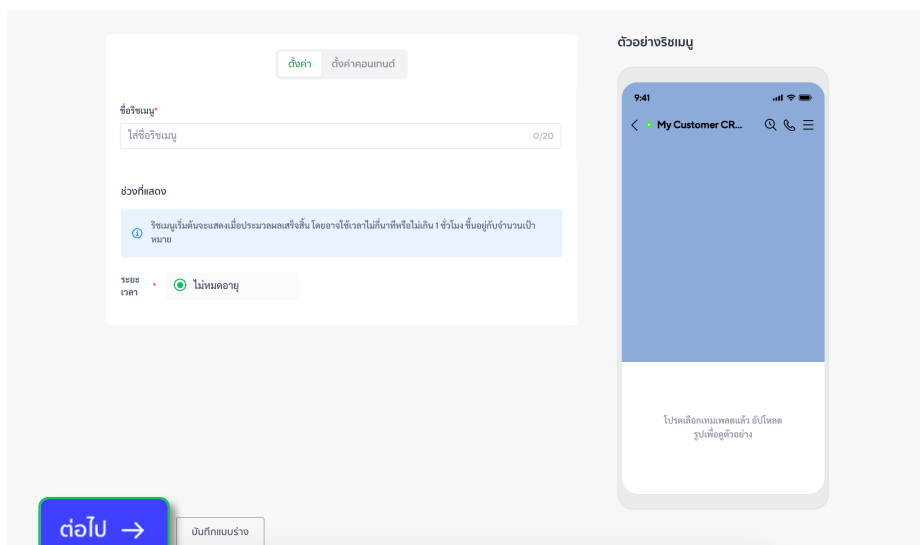 ตัวอย่างริชเมนู
ตั้งค่า ตั้งค่าคอนเทนต์
ชื่อริชเมนู*
ใส่ชื่อริชเมนู 0/20
ช่วงที่แสดง
ริชเมนูเริ่มต้นจะแสดงเมื่อประมวลผลเสร็จสิ้น โดยอาจใช้เวลาไม่กี่นาทีหรือไม่เกิน 1 ชั่วโมง ขึ้นอยู่กับจำนวนเป้า
หมาย
ระยะ
เวลา * ไม่หมดอายุ
9:41
My Customer CR...
โปรดเลือกเทมเพลตแล้ว อัปโหลด
รูปเพื่อดูตัวอย่าง
ต่อไป →
บันทึกแบบร่าง